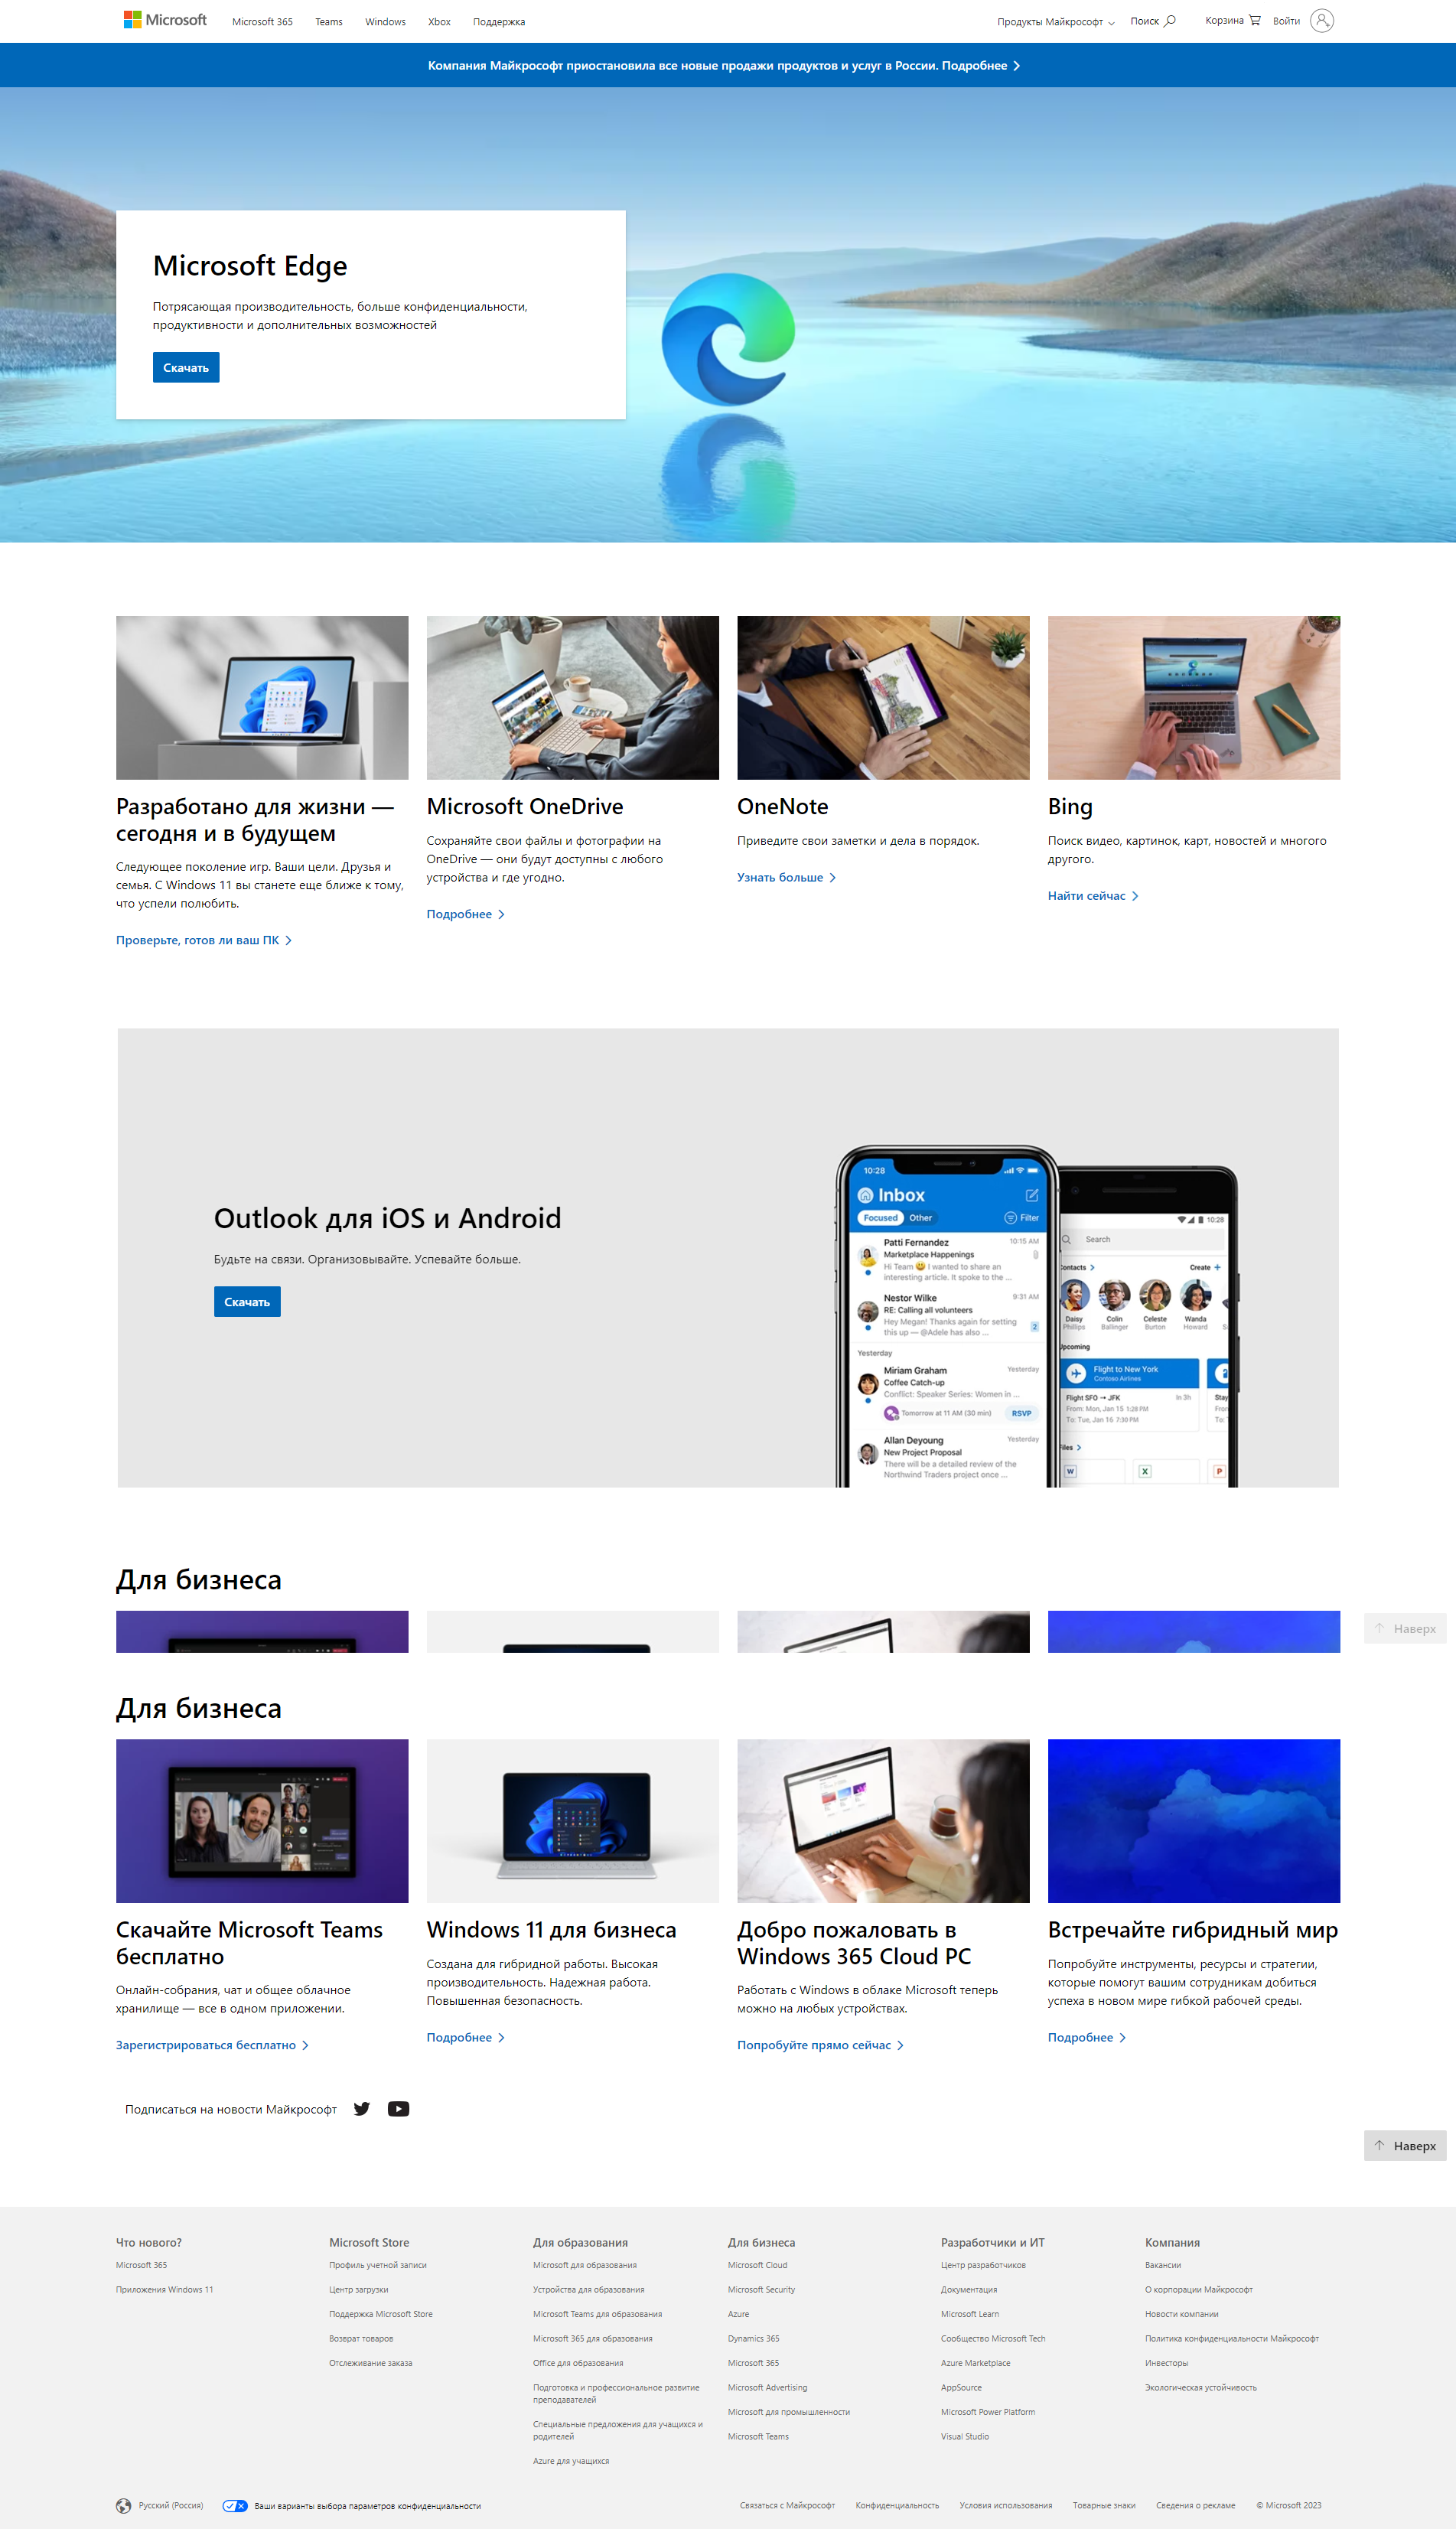 Microsoft
Microsoft 365
Teams
Windows
Xbox
Поддержка
Продукты Майкрософт
Поиск
Корзина
Войти
Компания Майкрософт приостановила все новые продажи продуктов и услуг в России. Подробнее
Microsoft Edge
Потрясающая производительность, больше конфиденциальности,
продуктивности и дополнительных возможностей
Скачать
Разработано для жизни —
сегодня и в будущем
Следующее поколение игр. Ваши цели. Друзья и
семья. С Windows 11 вы станете еще ближе к тому,
что успели полюбить.
Проверьте, готов ли ваш ПК
Microsoft OneDrive
Сохраняйте свои файлы и фотографии на
OneDrive — они будут доступны с любого
устройства и где угодно.
Подробнее
OneNote
Приведите свои заметки и дела в порядок.
Узнать больше
Bing
Поиск видео, картинок, карт, новостей и многого
другого.
Найти сейчас
Outlook для iOS и Android
Будьте на связи. Организовывайте. Успевайте больше.
Скачать
10:28
Inbox
Focused
Other
Filter
Patti Fernandez
10:15 AM
Marketplace Happenings
Hi Team 😀 I wanted to share an
interesting article. It spoke to the ...
Nestor Wilke
9:31 AM
RE: Calling all volunteers
Hey Megan! Thanks again for setting
this up — @Adele has also ...
2
Yesterday
Miriam Graham
Yesterday
Coffee Catch-up
Conflict: Speaker Series: Women in ...
Tomorrow at 11 AM (30 min)
RSVP
Allan Deyoung
Yesterday
New Project Proposal
There will be a detailed review of the
Northwind Traders project once ...
10:28
Search
Contacts
Create +
Daisy
Phillips
Colin
Ballinger
Celeste
Burton
Wanda
Howard
Upcoming
Flight to New York
Contoso Airlines
Flight SFO → JFK
In 3h
From: Mon, Jan 15 1:28 PM
To: Tue, Jan 16 7:30 PM
Stay
From
To:
Files
W
X
P
Для бизнеса
Наверх
Для бизнеса
Скачайте Microsoft Teams
бесплатно
Онлайн-собрания, чат и общее облачное
хранилище — все в одном приложении.
Зарегистрироваться бесплатно
Windows 11 для бизнеса
Создана для гибридной работы. Высокая
производительность. Надежная работа.
Повышенная безопасность.
Подробнее
Добро пожаловать в
Windows 365 Cloud PC
Работать с Windows в облаке Microsoft теперь
можно на любых устройствах.
Попробуйте прямо сейчас
Встречайте гибридный мир
Попробуйте инструменты, ресурсы и стратегии,
которые помогут вашим сотрудникам добиться
успеха в новом мире гибкой рабочей среды.
Подробнее
Подписаться на новости Майкрософт
Наверх
Что нового?
Microsoft 365
Приложения Windows 11
Microsoft Store
Профиль учетной записи
Центр загрузки
Поддержка Microsoft Store
Возврат товаров
Отслеживание заказа
Для образования
Microsoft для образования
Устройства для образования
Microsoft Teams для образования
Microsoft 365 для образования
Office для образования
Подготовка и профессиональное развитие
преподавателей
Специальные предложения для учащихся и
родителей
Azure для учащихся
Для бизнеса
Microsoft Cloud
Microsoft Security
Azure
Dynamics 365
Microsoft 365
Microsoft Advertising
Microsoft для промышленности
Microsoft Teams
Разработчики и ИТ
Центр разработчиков
Документация
Microsoft Learn
Сообщество Microsoft Tech
Azure Marketplace
AppSource
Microsoft Power Platform
Visual Studio
Компания
Вакансии
О корпорации Майкрософт
Новости компании
Политика конфиденциальности Майкрософт
Инвесторы
Экологическая устойчивость
Русский (Россия)
Ваши варианты выбора параметров конфиденциальности
Связаться с Майкрософт
Конфиденциальность
Условия использования
Товарные знаки
Сведения о рекламе
© Microsoft 2023